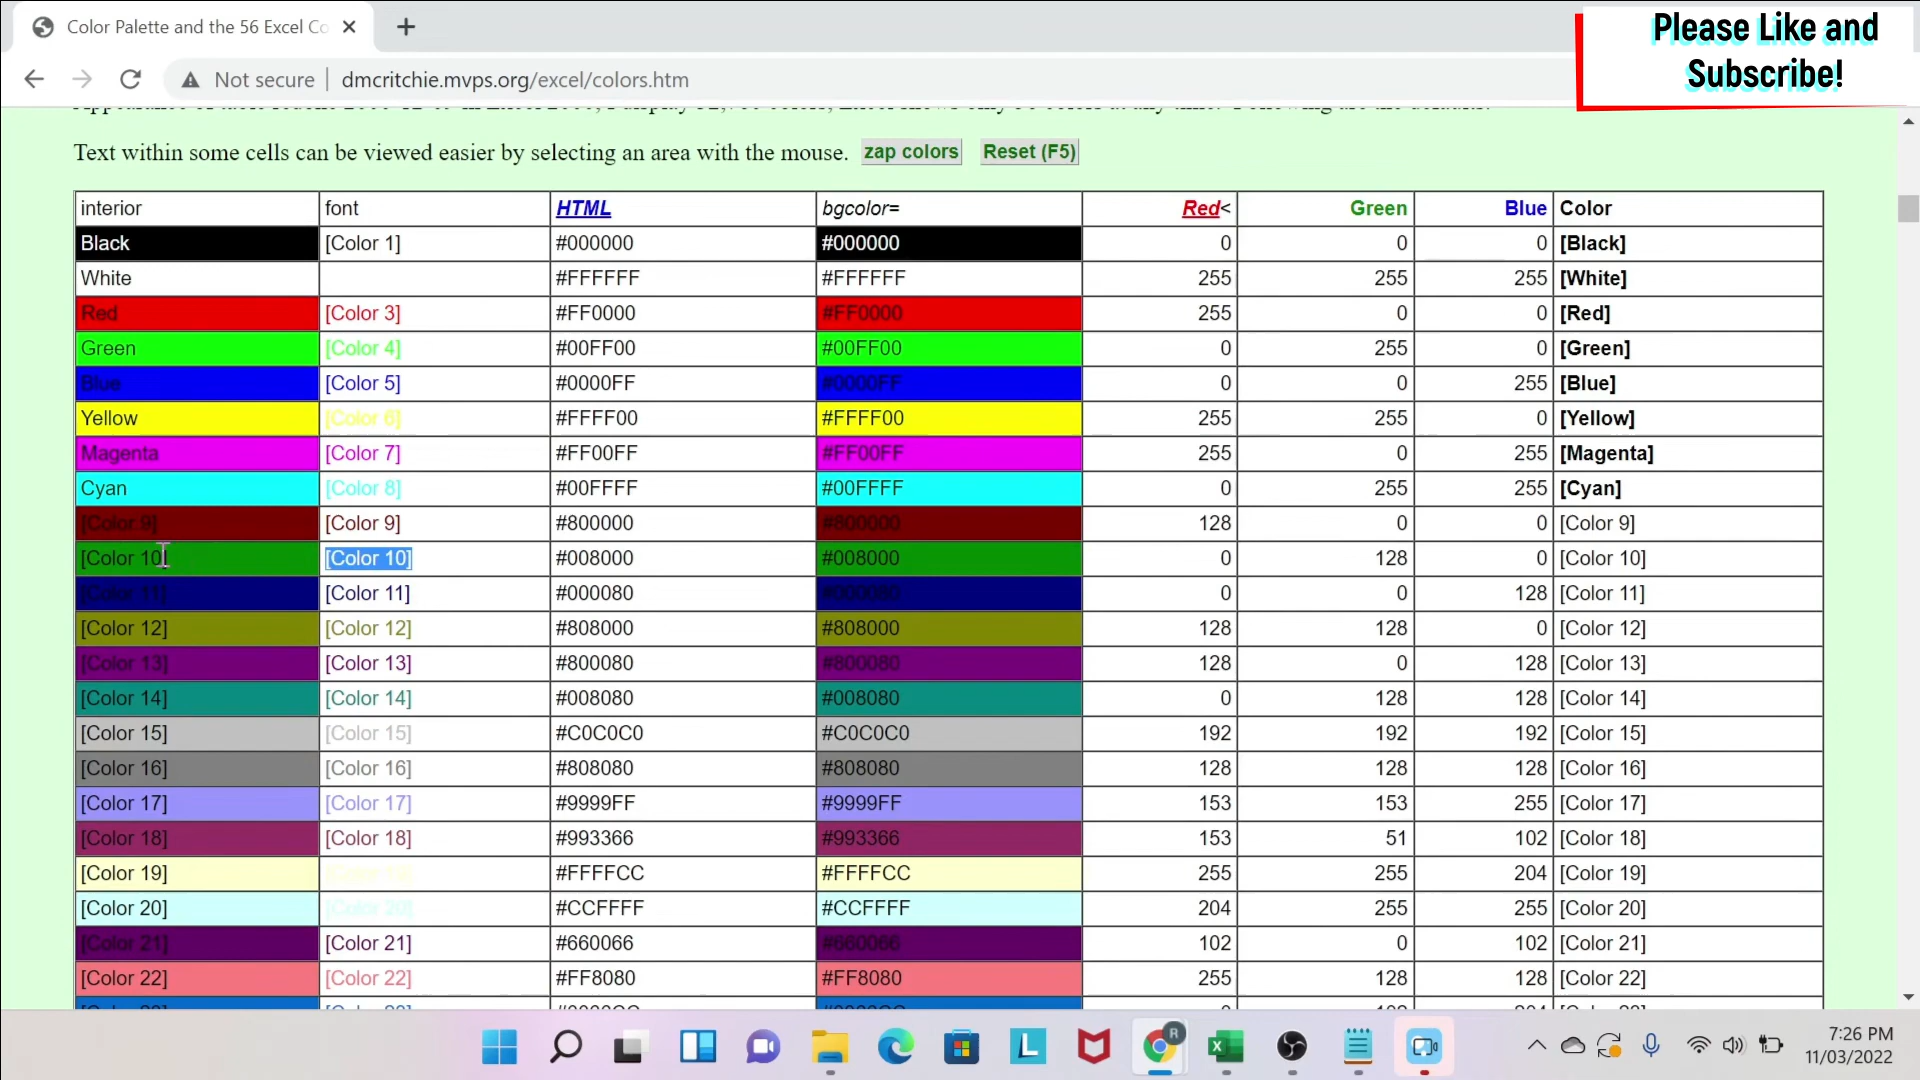 Color Palette and the 56 Excel Co
Please Like and
Subscribe!
Not secure | dmcritchie.mvps.org/excel/colors.htm
Text within some cells can be viewed easier by selecting an area with the mouse. zap colors Reset (F5)
interior font HTML bgcolor= Red< Green Blue Color
Black [Color 1] #000000 #000000 0 0 0 [Black]
White #FFFFFF #FFFFFF 255 255 255 [White]
Red [Color 3] #FF0000 #FF0000 255 0 0 [Red]
Green [Color 4] #00FF00 #00FF00 0 255 0 [Green]
Blue [Color 5] #0000FF #0000FF 0 0 255 [Blue]
Yellow [Color 6] #FFFF00 #FFFF00 255 255 0 [Yellow]
Magenta [Color 7] #FF00FF #FF00FF 255 0 255 [Magenta]
Cyan [Color 8] #00FFFF #00FFFF 0 255 255 [Cyan]
[Color 9] [Color 9] #800000 #800000 128 0 0 [Color 9]
[Color 10] [Color 10] #008000 #008000 0 128 0 [Color 10]
[Color 11] [Color 11] #000080 #000080 0 0 128 [Color 11]
[Color 12] [Color 12] #808000 #808000 128 128 0 [Color 12]
[Color 13] [Color 13] #800080 #800080 128 0 128 [Color 13]
[Color 14] [Color 14] #008080 #008080 0 128 128 [Color 14]
[Color 15] [Color 15] #C0C0C0 #C0C0C0 192 192 192 [Color 15]
[Color 16] [Color 16] #808080 #808080 128 128 128 [Color 16]
[Color 17] [Color 17] #9999FF #9999FF 153 153 255 [Color 17]
[Color 18] [Color 18] #993366 #993366 153 51 102 [Color 18]
[Color 19] [Color 19] #FFFFCC #FFFFCC 255 255 204 [Color 19]
[Color 20] [Color 20] #CCFFFF #CCFFFF 204 255 255 [Color 20]
[Color 21] [Color 21] #660066 #660066 102 0 102 [Color 21]
[Color 22] [Color 22] #FF8080 #FF8080 255 128 128 [Color 22]
R
L
7:26 PM
11/03/2022